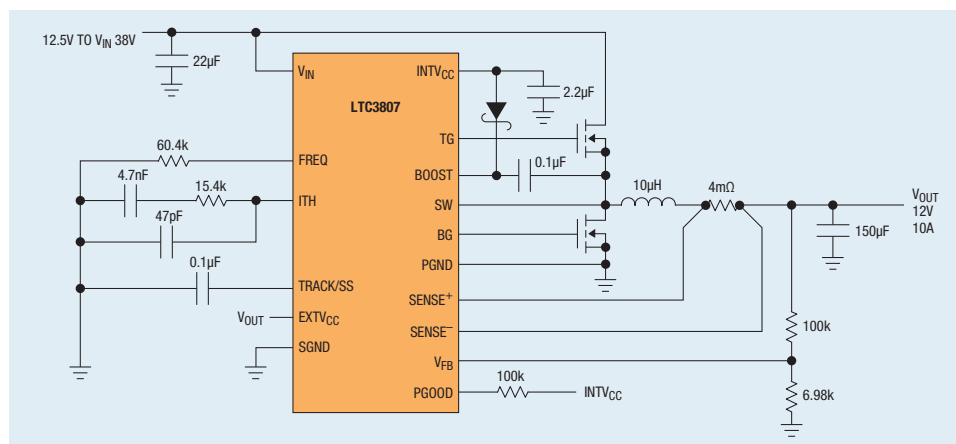 12.5V TO VIN 38V
22µF
VIN
INTVCC
2.2µF
LTC3807
TG
60.4k
FREQ
BOOST
0.1µF
4.7nF
15.4k
ITH
SW
10µH
4mΩ
VOUT
12V
10A
47pF
BG
150µF
PGND
0.1µF
TRACK/SS
SENSE+
VOUT
EXTVCC
SENSE–
100k
SGND
VFB
PGOOD
100k
INTVCC
6.98k